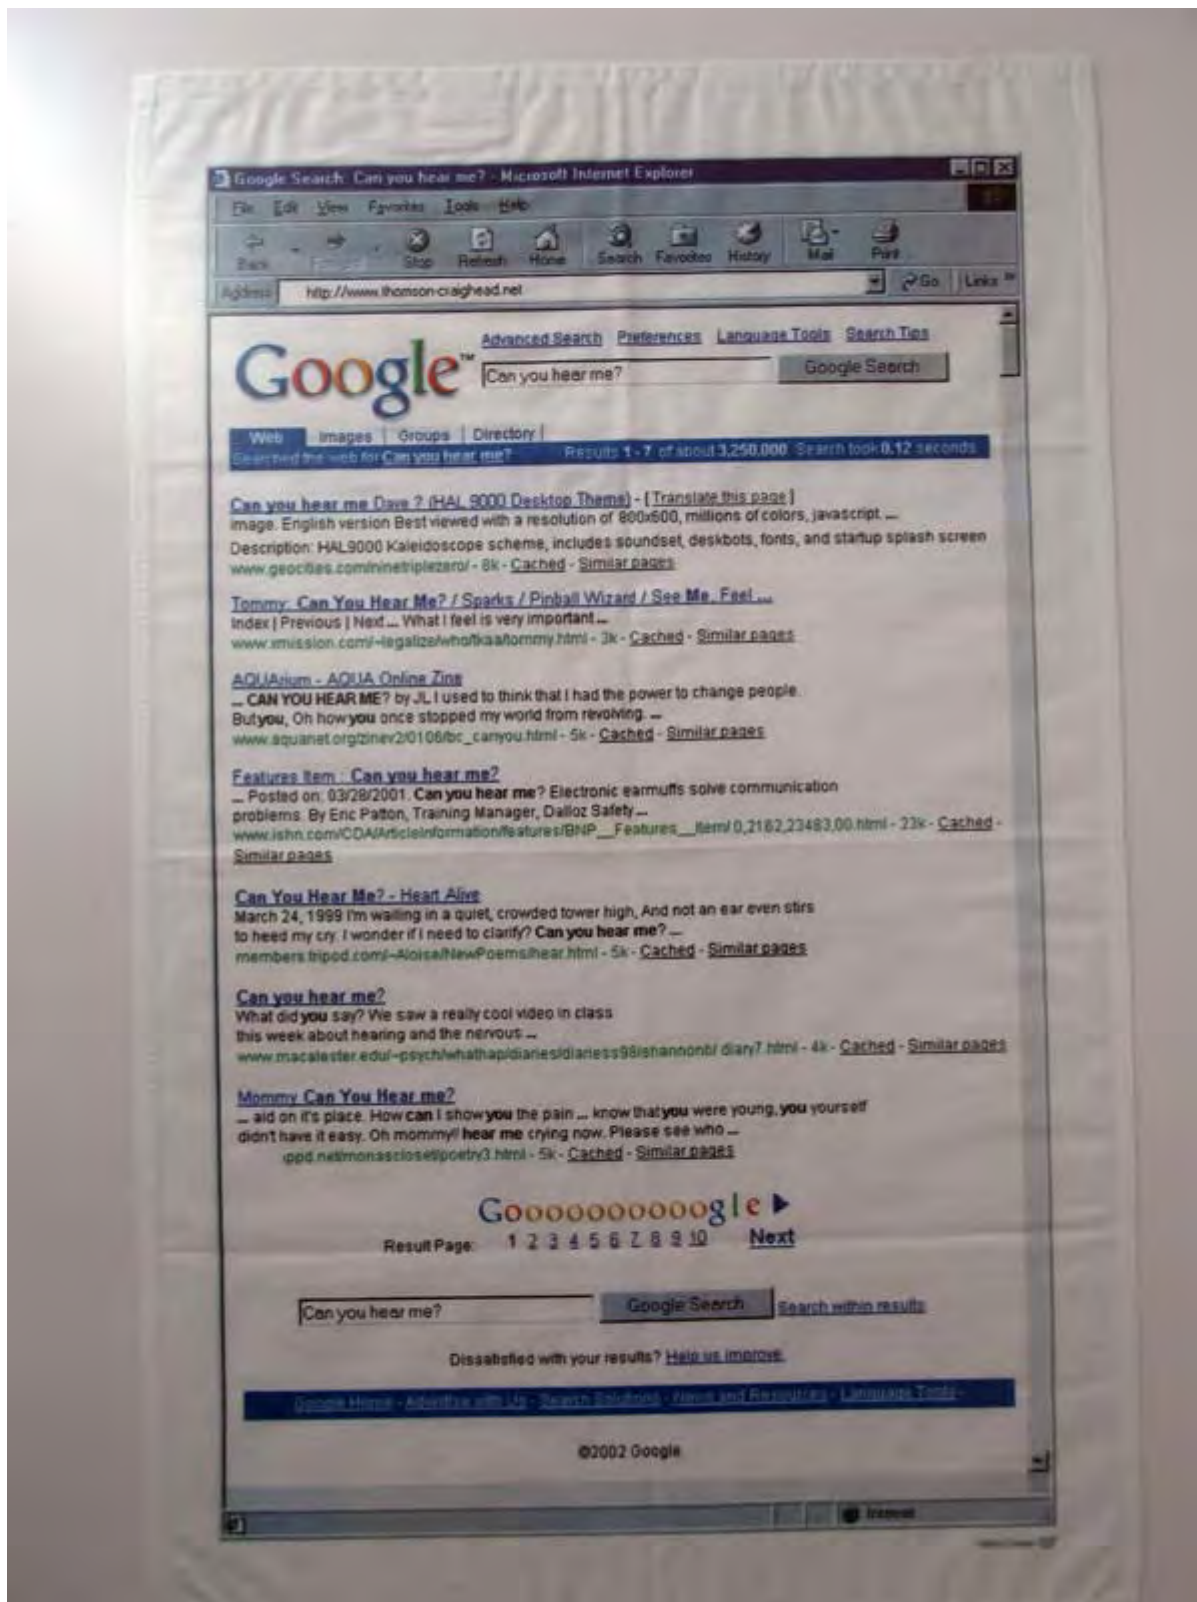 Google Search: Can you hear me? - Microsoft Internet Explorer
File Edit View Favorites Tools Help
Back Stop Refresh Home Search Favorites History Mail Print
Address http://www.thomson-craighead.net Go Links »
Advanced Search Preferences Language Tools Search Tips
Google™ Can you hear me? Google Search
Web Images Groups Directory
Searched the web for Can you hear me? Results 1 - 7 of about 3,250,000. Search took 0.12 seconds.
Can you hear me Dave ? (HAL 9000 Desktop Theme) - [ Translate this page ]
image. English version Best viewed with a resolution of 800x600, millions of colors, javascript. ...
Description: HAL9000 Kaleidoscope scheme, includes soundset, deskbots, fonts, and startup splash screen
www.geocities.com/ninetriplezero/ - 8k - Cached - Similar pages
Tommy: Can You Hear Me? / Sparks / Pinball Wizard / See Me, Feel ...
Index | Previous | Next ... What I feel is very important ...
www.xmission.com/~legalize/who/tkaa/tommy.html - 3k - Cached - Similar pages
AQUArium - AQUA Online Zine
... CAN YOU HEAR ME? by JL I used to think that I had the power to change people.
But you, Oh how you once stopped my world from revolving. ...
www.aquanet.org/zinev2/0106/bc_canyou.html - 5k - Cached - Similar pages
Features Item : Can you hear me?
... Posted on: 03/28/2001. Can you hear me? Electronic earmuffs solve communication
problems. By Eric Patton, Training Manager, Dalloz Safety ...
www.ishn.com/CDA/ArticleInformation/features/BNP__Features__Item/ 0,2162,23483,00.html - 23k - Cached -
Similar pages
Can You Hear Me? - Heart Alive
March 24, 1999 I'm wailing in a quiet, crowded tower high, And not an ear even stirs
to heed my cry. I wonder if I need to clarify? Can you hear me? ...
members.tripod.com/~Aloise/NewPoems/hear.html - 5k - Cached - Similar pages
Can you hear me?
What did you say? We saw a really cool video in class
this week about hearing and the nervous ...
www.macalester.edu/~psych/whathap/diaries/diariess98/shannonb/ diary7.html - 4k - Cached - Similar pages
Mommy Can You Hear me?
... aid on it's place. How can I show you the pain ... know that you were young, you yourself
didn't have it easy. Oh mommy!! hear me crying now. Please see who ...
ppd.net/monascloset/poetry3.html - 5k - Cached - Similar pages
Goooooooooogle
Result Page: 1 2 3 4 5 6 7 8 9 10 Next
Can you hear me? Google Search Search within results
Dissatisfied with your results? Help us improve.
Google Home - Advertise with Us - Search Solutions - News and Resources - Language Tools -
©2002 Google
Internet